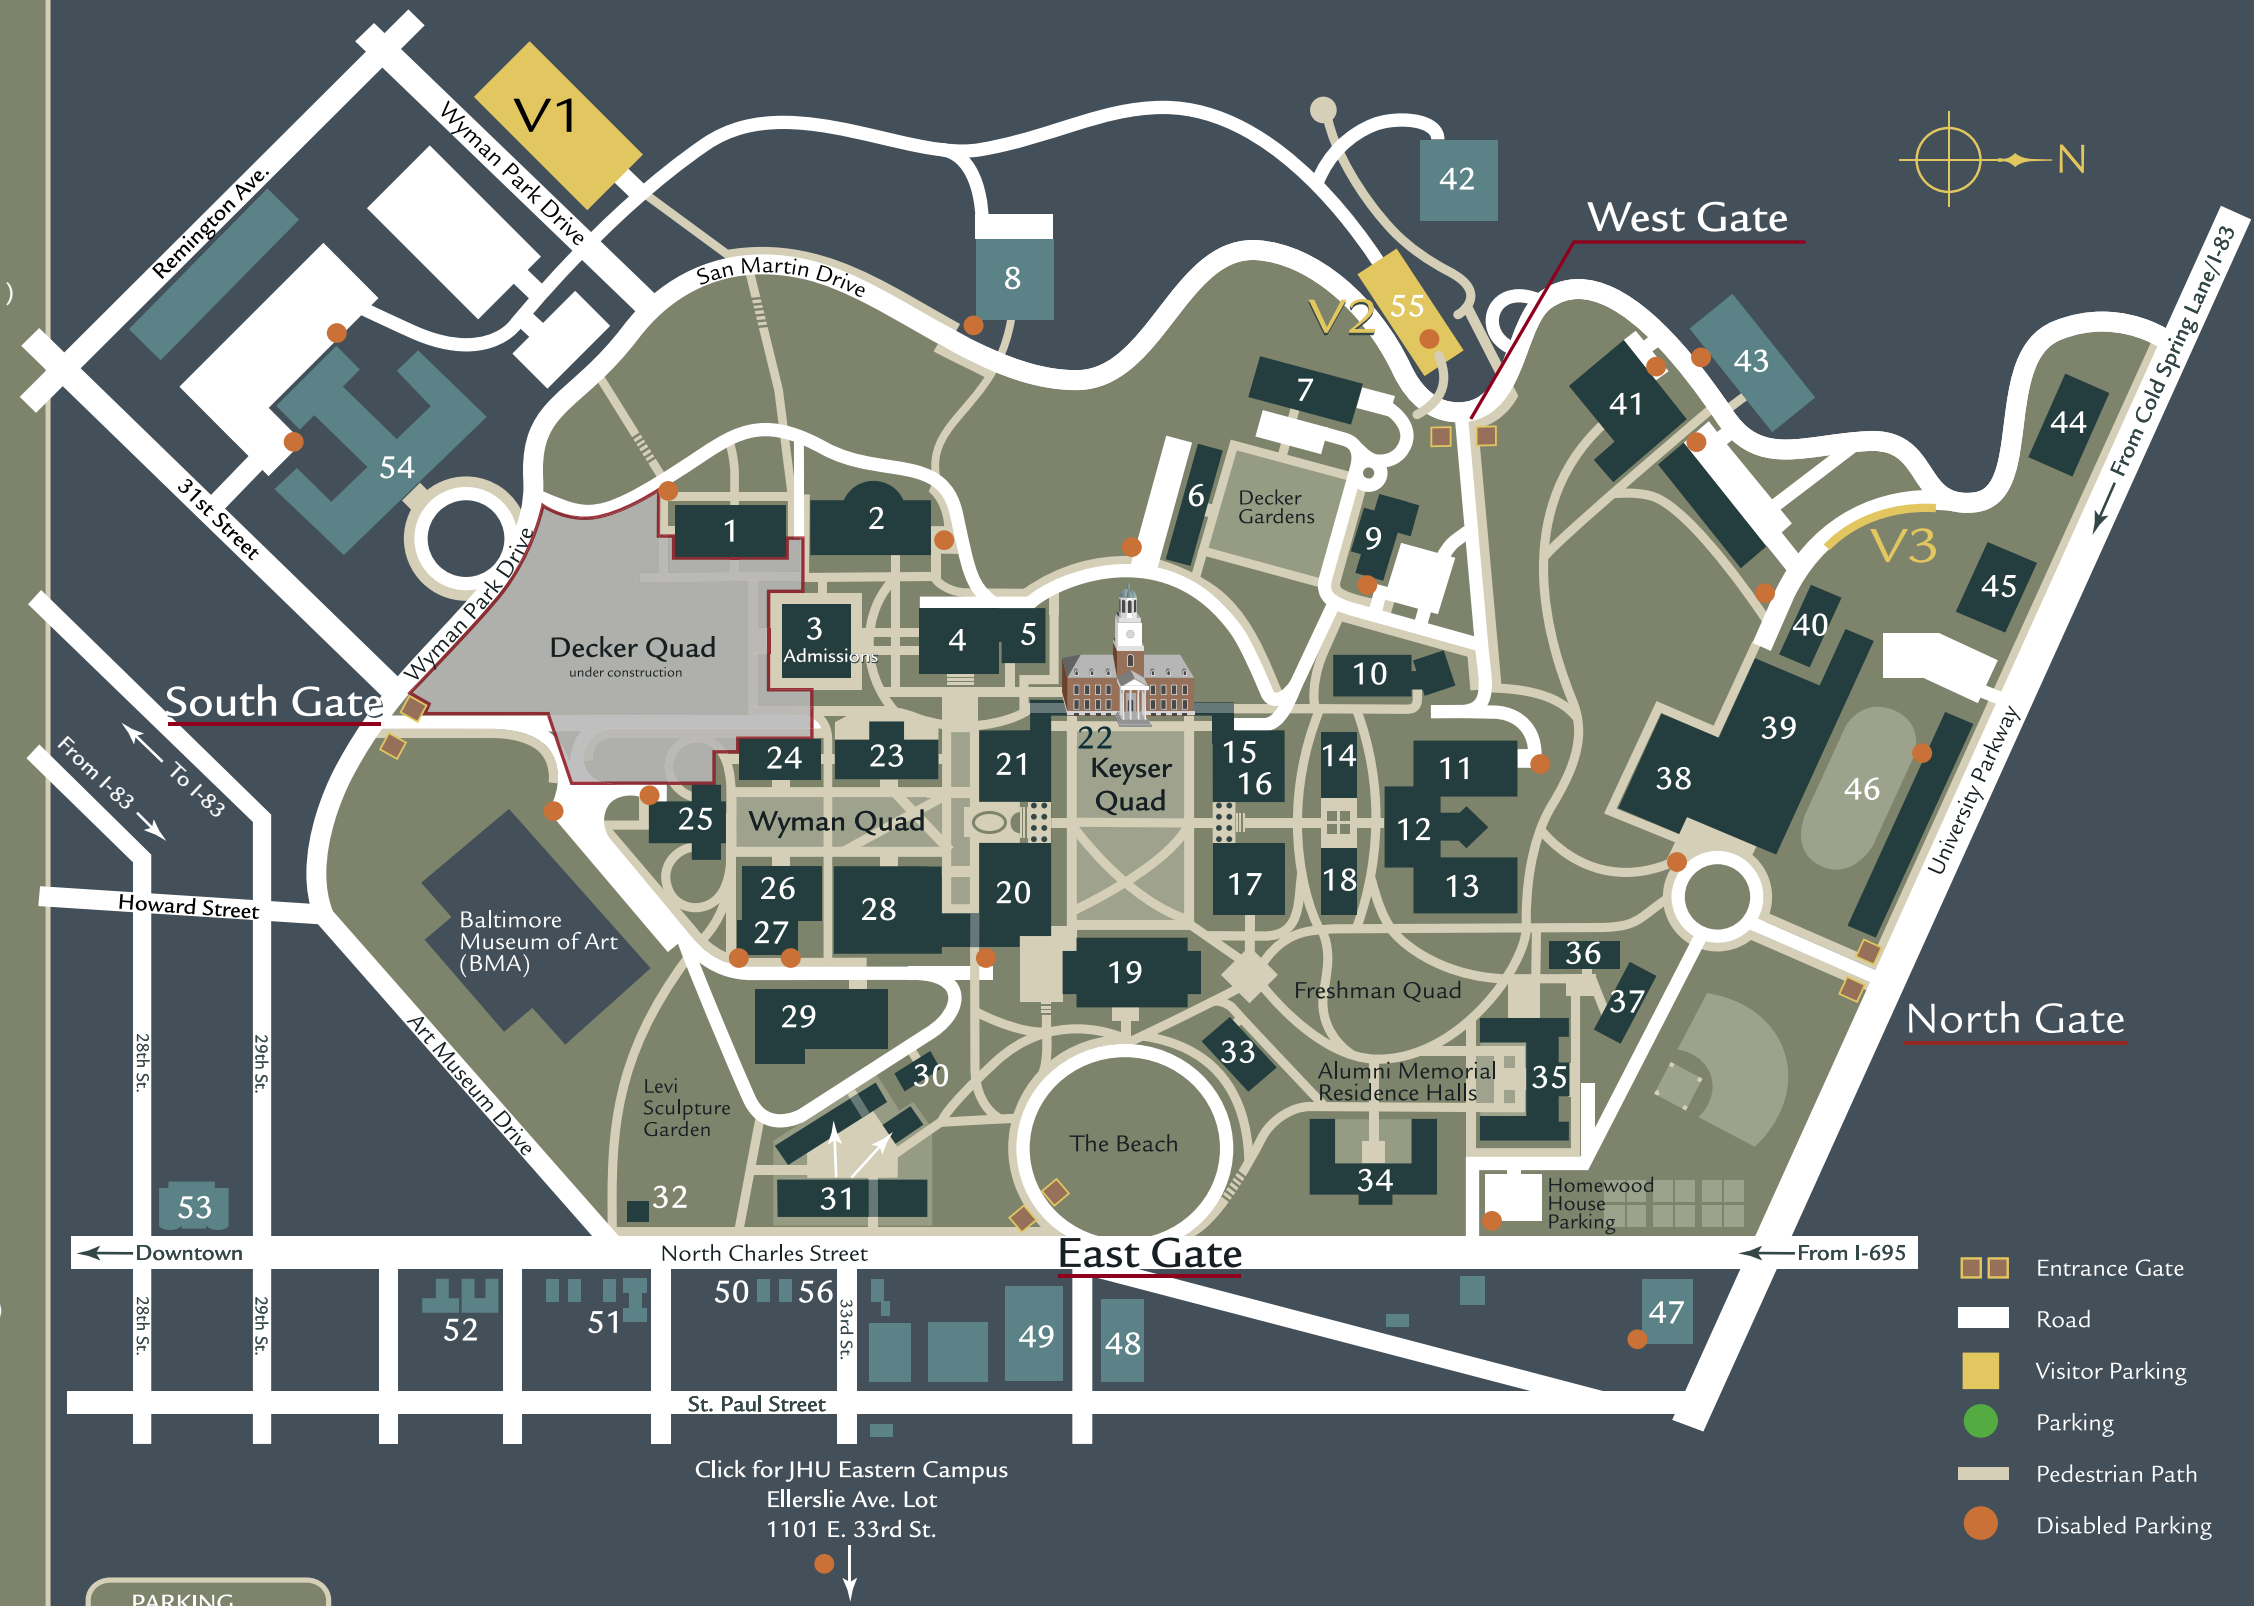 V1
Wyman Park Drive
Remington Ave.
San Martin Drive
8
42
West Gate
N
From Cold Spring Lane/I-83
)
V2
55
43
41
44
7
54
31st Street
6
Decker
Gardens
9
1
2
V3
45
40
Wyman Park Drive
Decker Quad
under construction
3
Admissions
4
5
10
South Gate
From I-83
To I-83
24
23
21
22
Keyser
Quad
15
16
14
11
38
39
46
University Parkway
25
Wyman Quad
12
26
27
28
20
17
18
13
Howard Street
Baltimore
Museum of Art
(BMA)
19
Freshman Quad
36
37
North Gate
29
30
33
Alumni Memorial
Residence Halls
35
28th St.
29th St.
Art Museum Drive
Levi
Sculpture
Garden
The Beach
34
Homewood
House
Parking
53
32
31
Downtown
North Charles Street
East Gate
From I-695
28th St.
29th St.
52
51
50
56
33rd St.
49
48
47
St. Paul Street
Click for JHU Eastern Campus
Ellerslie Ave. Lot
1101 E. 33rd St.
Entrance Gate
Road
Visitor Parking
Parking
Pedestrian Path
Disabled Parking
PARKING